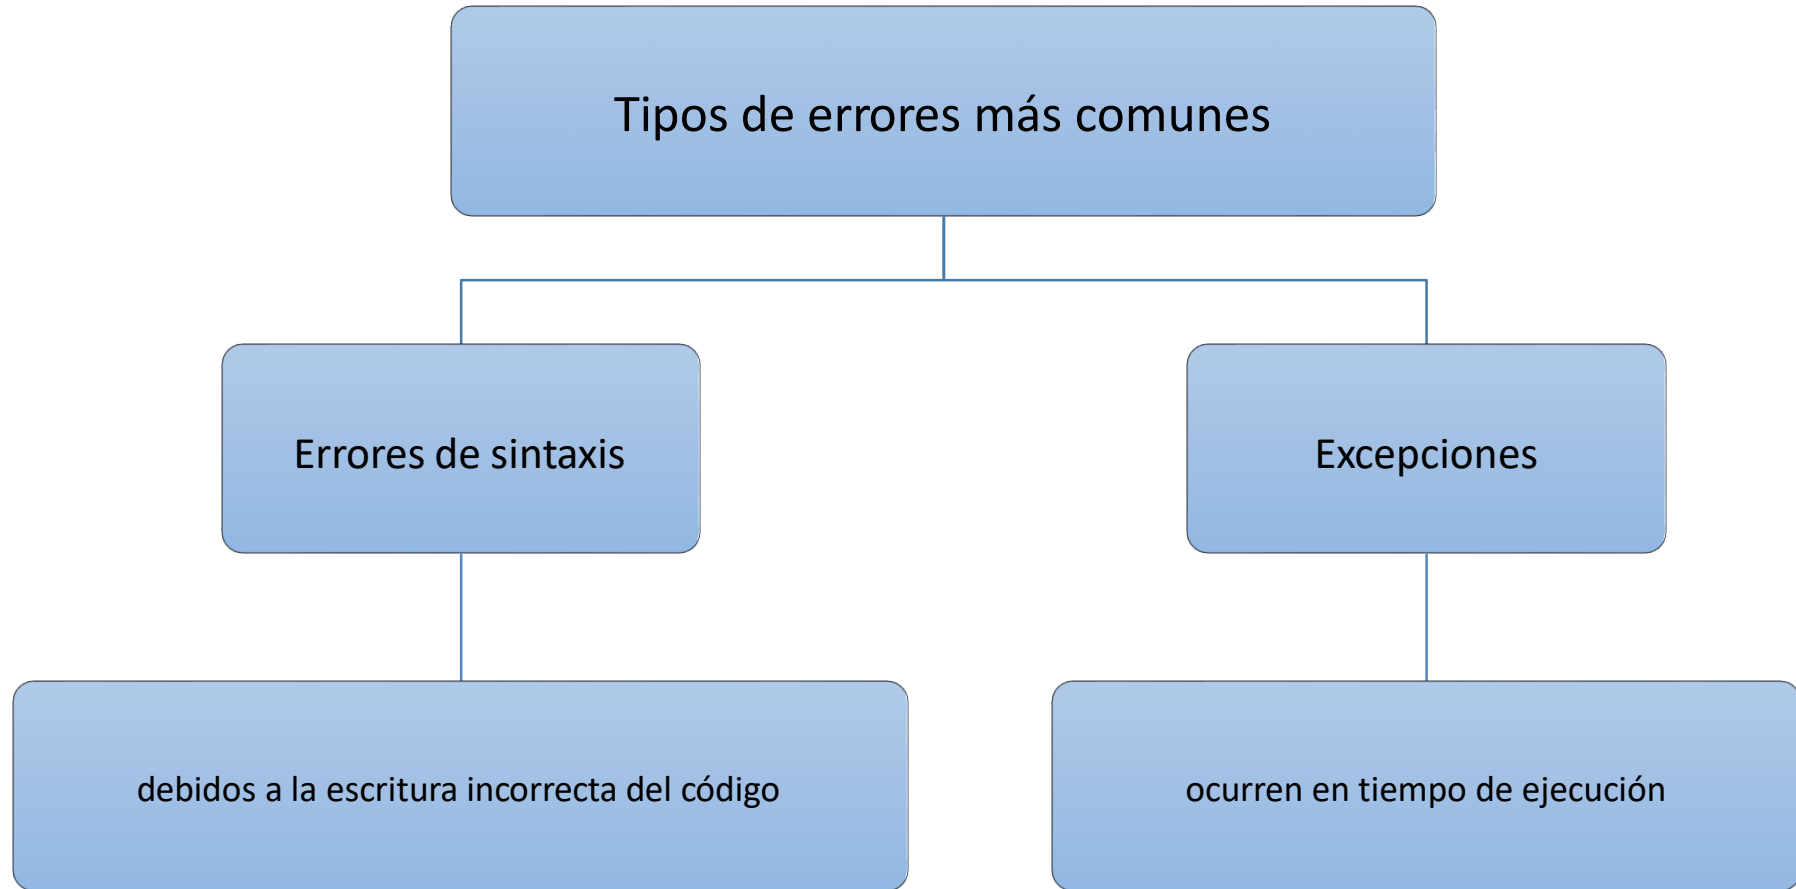 Tipos de errores más comunes
Errores de sintaxis
Excepciones
debidos a la escritura incorrecta del código
ocurren en tiempo de ejecución